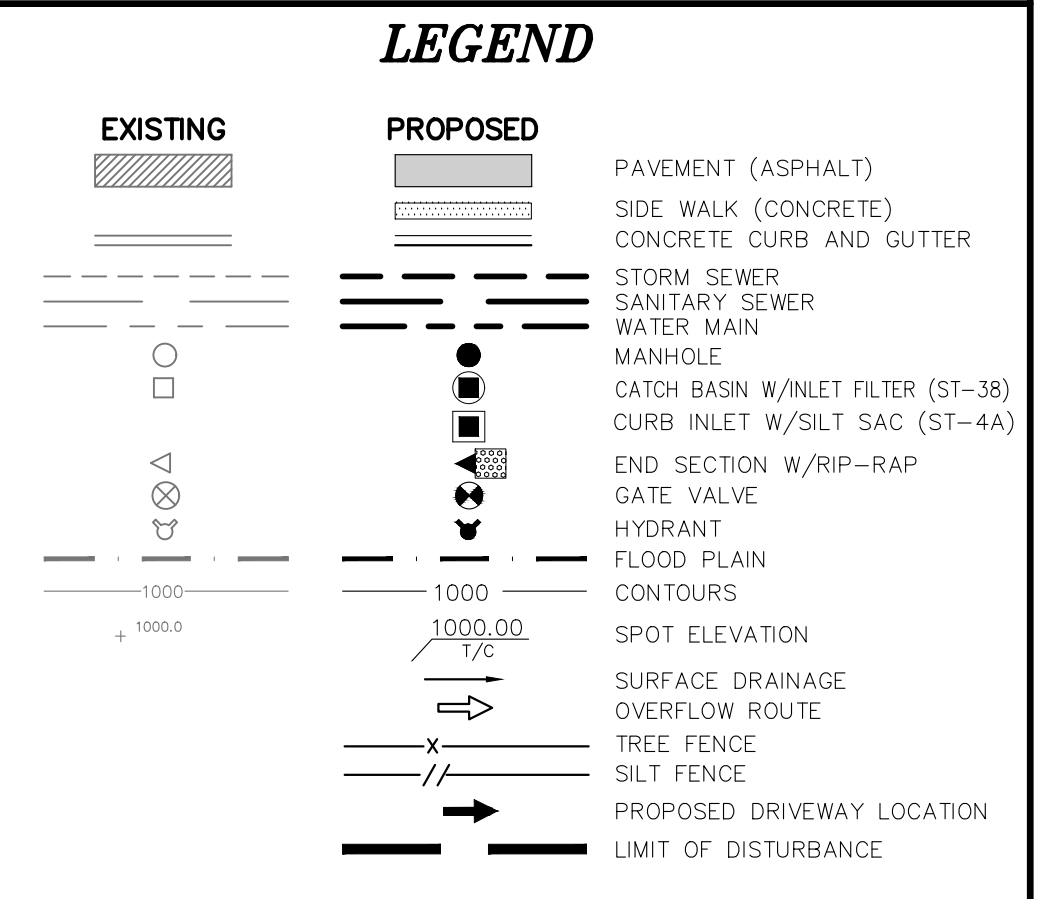 LEGEND
EXISTING PROPOSED
PAVEMENT (ASPHALT)
SIDE WALK (CONCRETE)
CONCRETE CURB AND GUTTER
STORM SEWER
SANITARY SEWER
WATER MAIN
MANHOLE
CATCH BASIN W/INLET FILTER (ST-38)
CURB INLET W/SILT SAC (ST-4A)
END SECTION W/RIP-RAP
GATE VALVE
HYDRANT
FLOOD PLAIN
1000 1000 CONTOURS
+ 1000.0 1000.00 SPOT ELEVATION
T/C
SURFACE DRAINAGE
OVERFLOW ROUTE
X TREE FENCE
// SILT FENCE
PROPOSED DRIVEWAY LOCATION
LIMIT OF DISTURBANCE